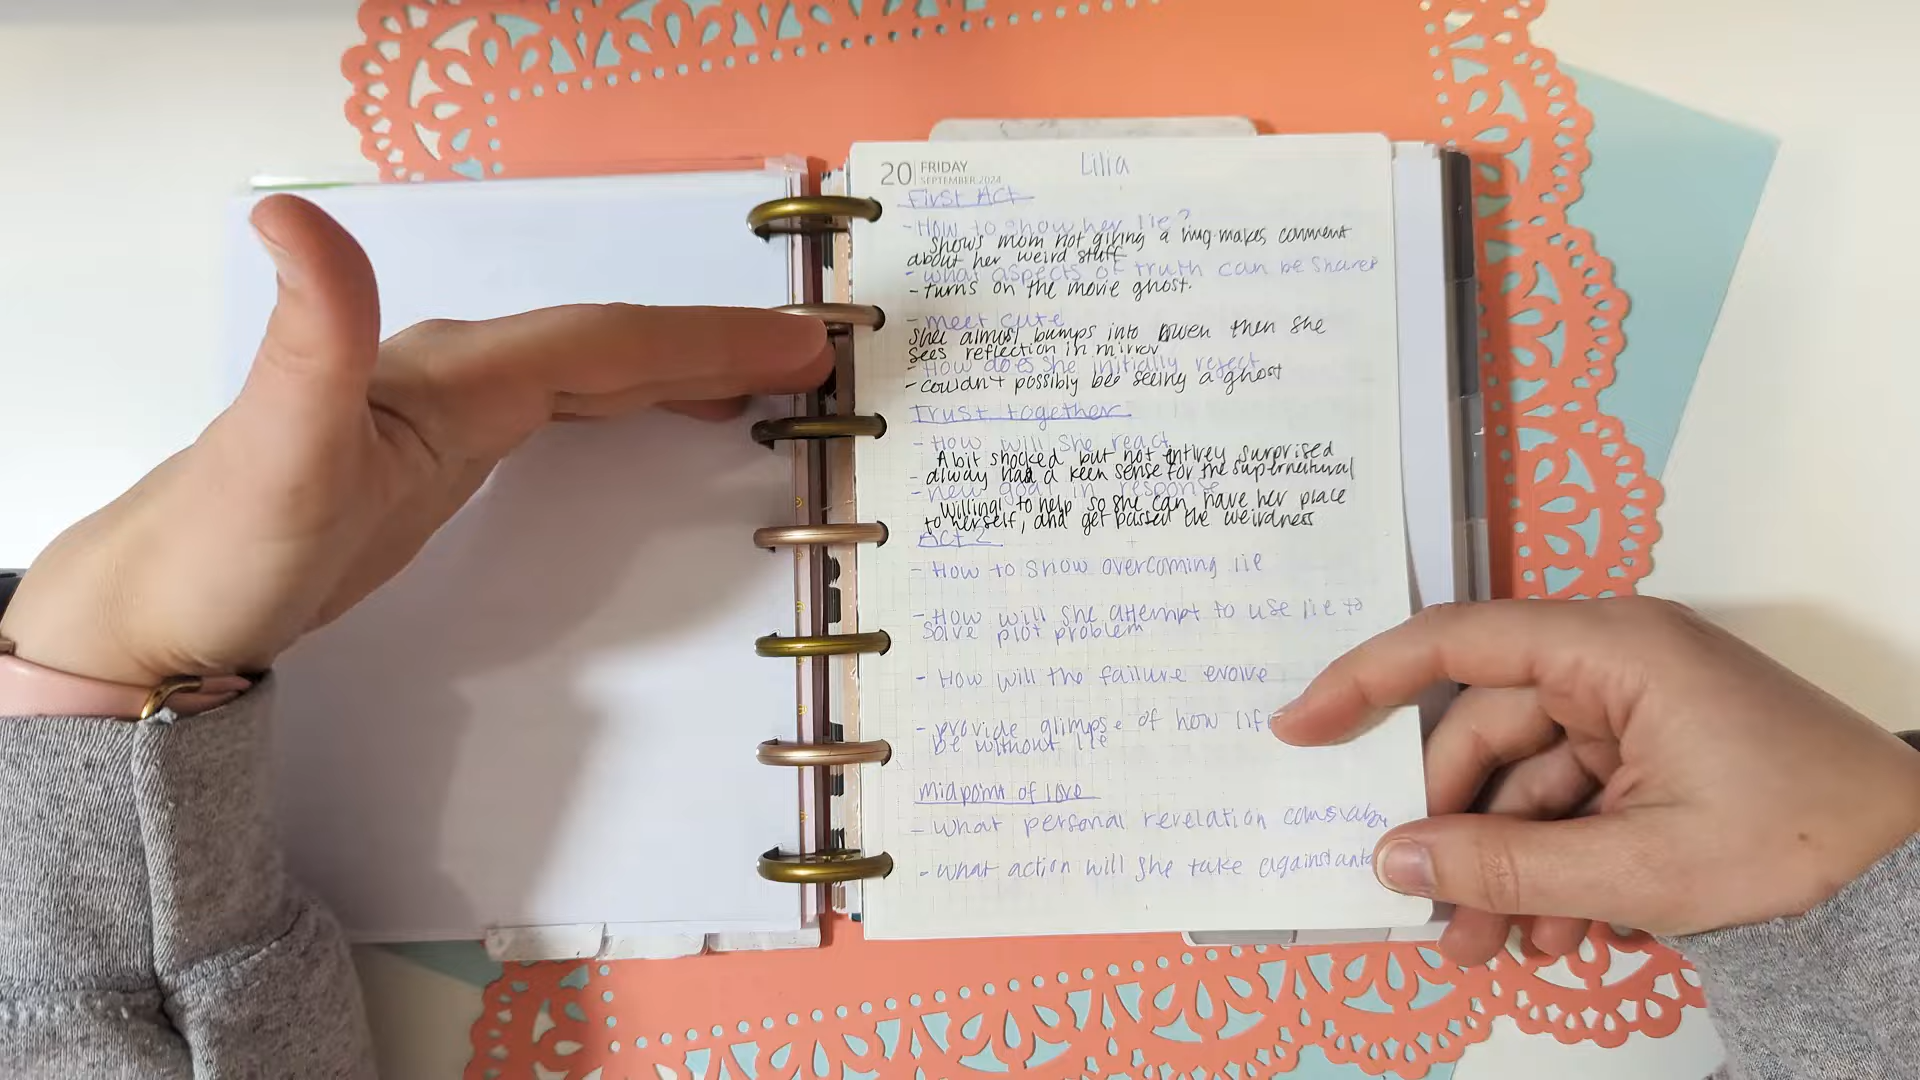 20 FRIDAY
SEPTEMBER 2024
Lilia
First Act
- How to show her lie?
shows mom not giving a hug. makes comment
about her weird stuff
- what aspects of truth can be shared
- turns on the movie ghost.
- meet cute
She almost bumps into Owen then she
sees reflection in mirror
- How does she initially reject
- couldn't possibly bee seeing a ghost
Trust together
- How will she react
A bit shocked but not intirey surprised
- alway had a keen sense for the supernatural
- new goal in response
willing to help so she can have her place
to herself, and get passed the weirdness
Act 2
- How to show overcoming lie
- How will she attempt to use lie to
solve plot problem
- How will the failure evolve
- provide glimpse of how life
be without lie
Midpoint of love
- what personal revelation
- what action will she take against